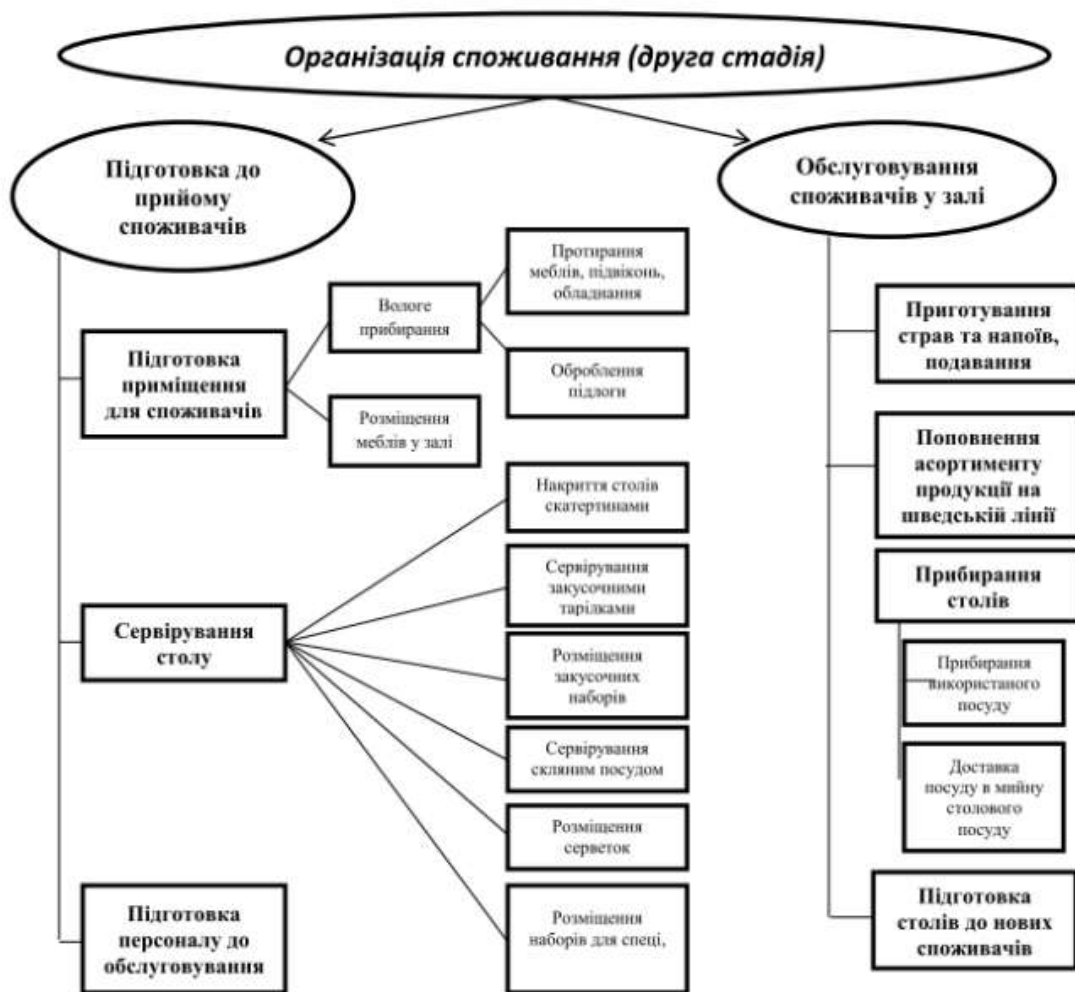 Організація споживання (друга стадія)
Підготовка до
прийому
споживачів
Обслуговування
споживачів у залі
Протирання
меблів, підвіконь,
обладнання
Вологе
прибирання
Підготовка
приміщення
для споживачів
Оброблення
підлоги
Розміщення
меблів у залі
Накриття столів
скатертинами
Сервірування
закусочними
тарілками
Сервірування
столу
Розміщення
закусочних
наборів
Сервірування
скляним посудом
Розміщення
серветок
Розміщення
наборів для спеці,
Підготовка
персоналу до
обслуговування
Приготування
страв та напоїв,
подавання
Поповнення
асортименту
продукції на
шведській лінії
Прибирання
столів
Прибирання
використаного
посуду
Доставка
посуду в мийну
столового
посуду
Підготовка
столів до нових
споживачів